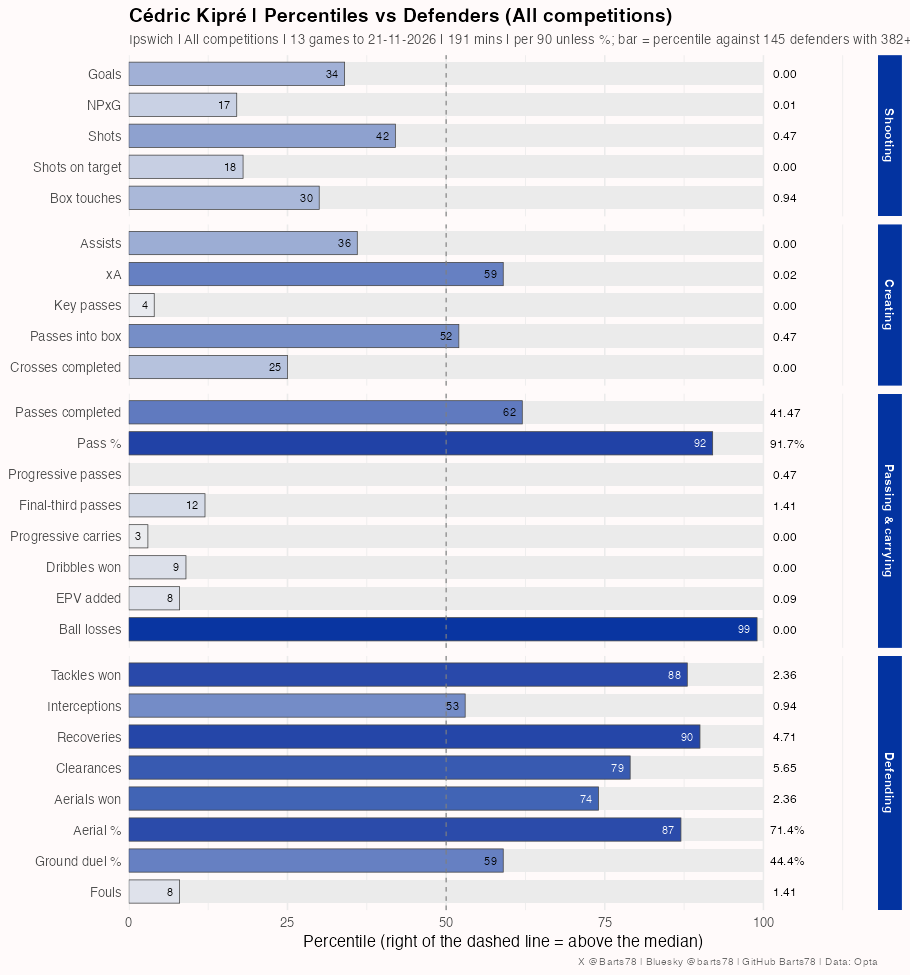 Cédric Kipré | Percentiles vs Defenders (All competitions)
Ipswich | All competitions | 13 games to 21-11-2026 | 191 mins | per 90 unless %; bar = percentile against 145 defenders with 382+
Shooting
Goals 34 0.00
NPxG 17 0.01
Shots 42 0.47
Shots on target 18 0.00
Box touches 30 0.94
Creating
Assists 36 0.00
xA 59 0.02
Key passes 4 0.00
Passes into box 52 0.47
Crosses completed 25 0.00
Passing & carrying
Passes completed 62 41.47
Pass % 92 91.7%
Progressive passes 0.47
Final-third passes 12 1.41
Progressive carries 3 0.00
Dribbles won 9 0.00
EPV added 8 0.09
Ball losses 99 0.00
Defending
Tackles won 88 2.36
Interceptions 53 0.94
Recoveries 90 4.71
Clearances 79 5.65
Aerials won 74 2.36
Aerial % 87 71.4%
Ground duel % 59 44.4%
Fouls 8 1.41
0 25 50 75 100
Percentile (right of the dashed line = above the median)
X @Barts78 | Bluesky @barts78 | GitHub Barts78 | Data: Opta